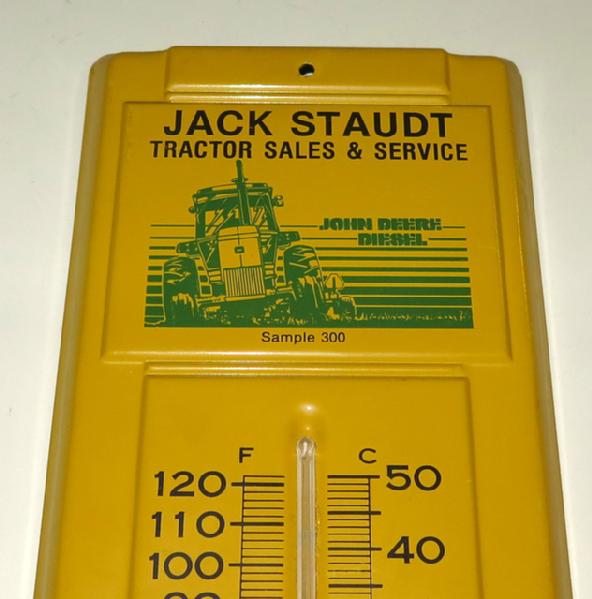 JACK STAUDT
TRACTOR SALES & SERVICE
JOHN DEERE
DIESEL
Sample 300
F C
120 50
110
40
100